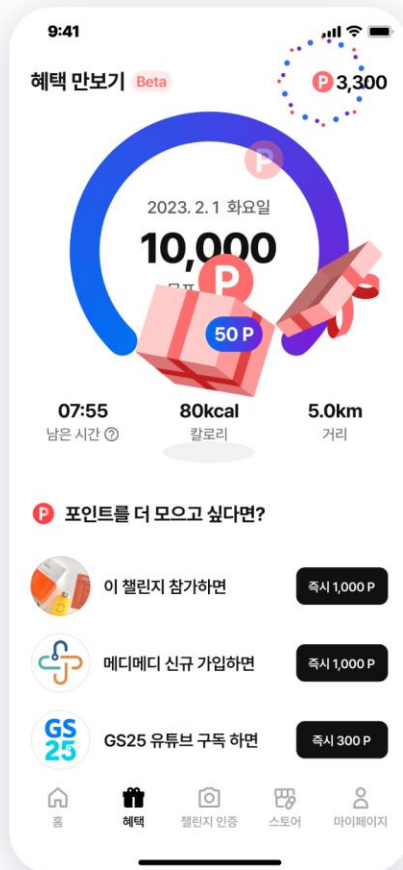 9:41
혜택 만보기 Beta
P 3,300
P
2023. 2. 1 화요일
10,000
P
50 P
07:55
남은 시간 ?
80kcal
칼로리
5.0km
거리
P 포인트를 더 모으고 싶다면?
이 챌린지 참가하면
즉시 1,000 P
메디메디 신규 가입하면
즉시 1,000 P
GS
25
GS25 유튜브 구독 하면
즉시 300 P
홈
혜택
챌린지 인증
스토어
마이페이지